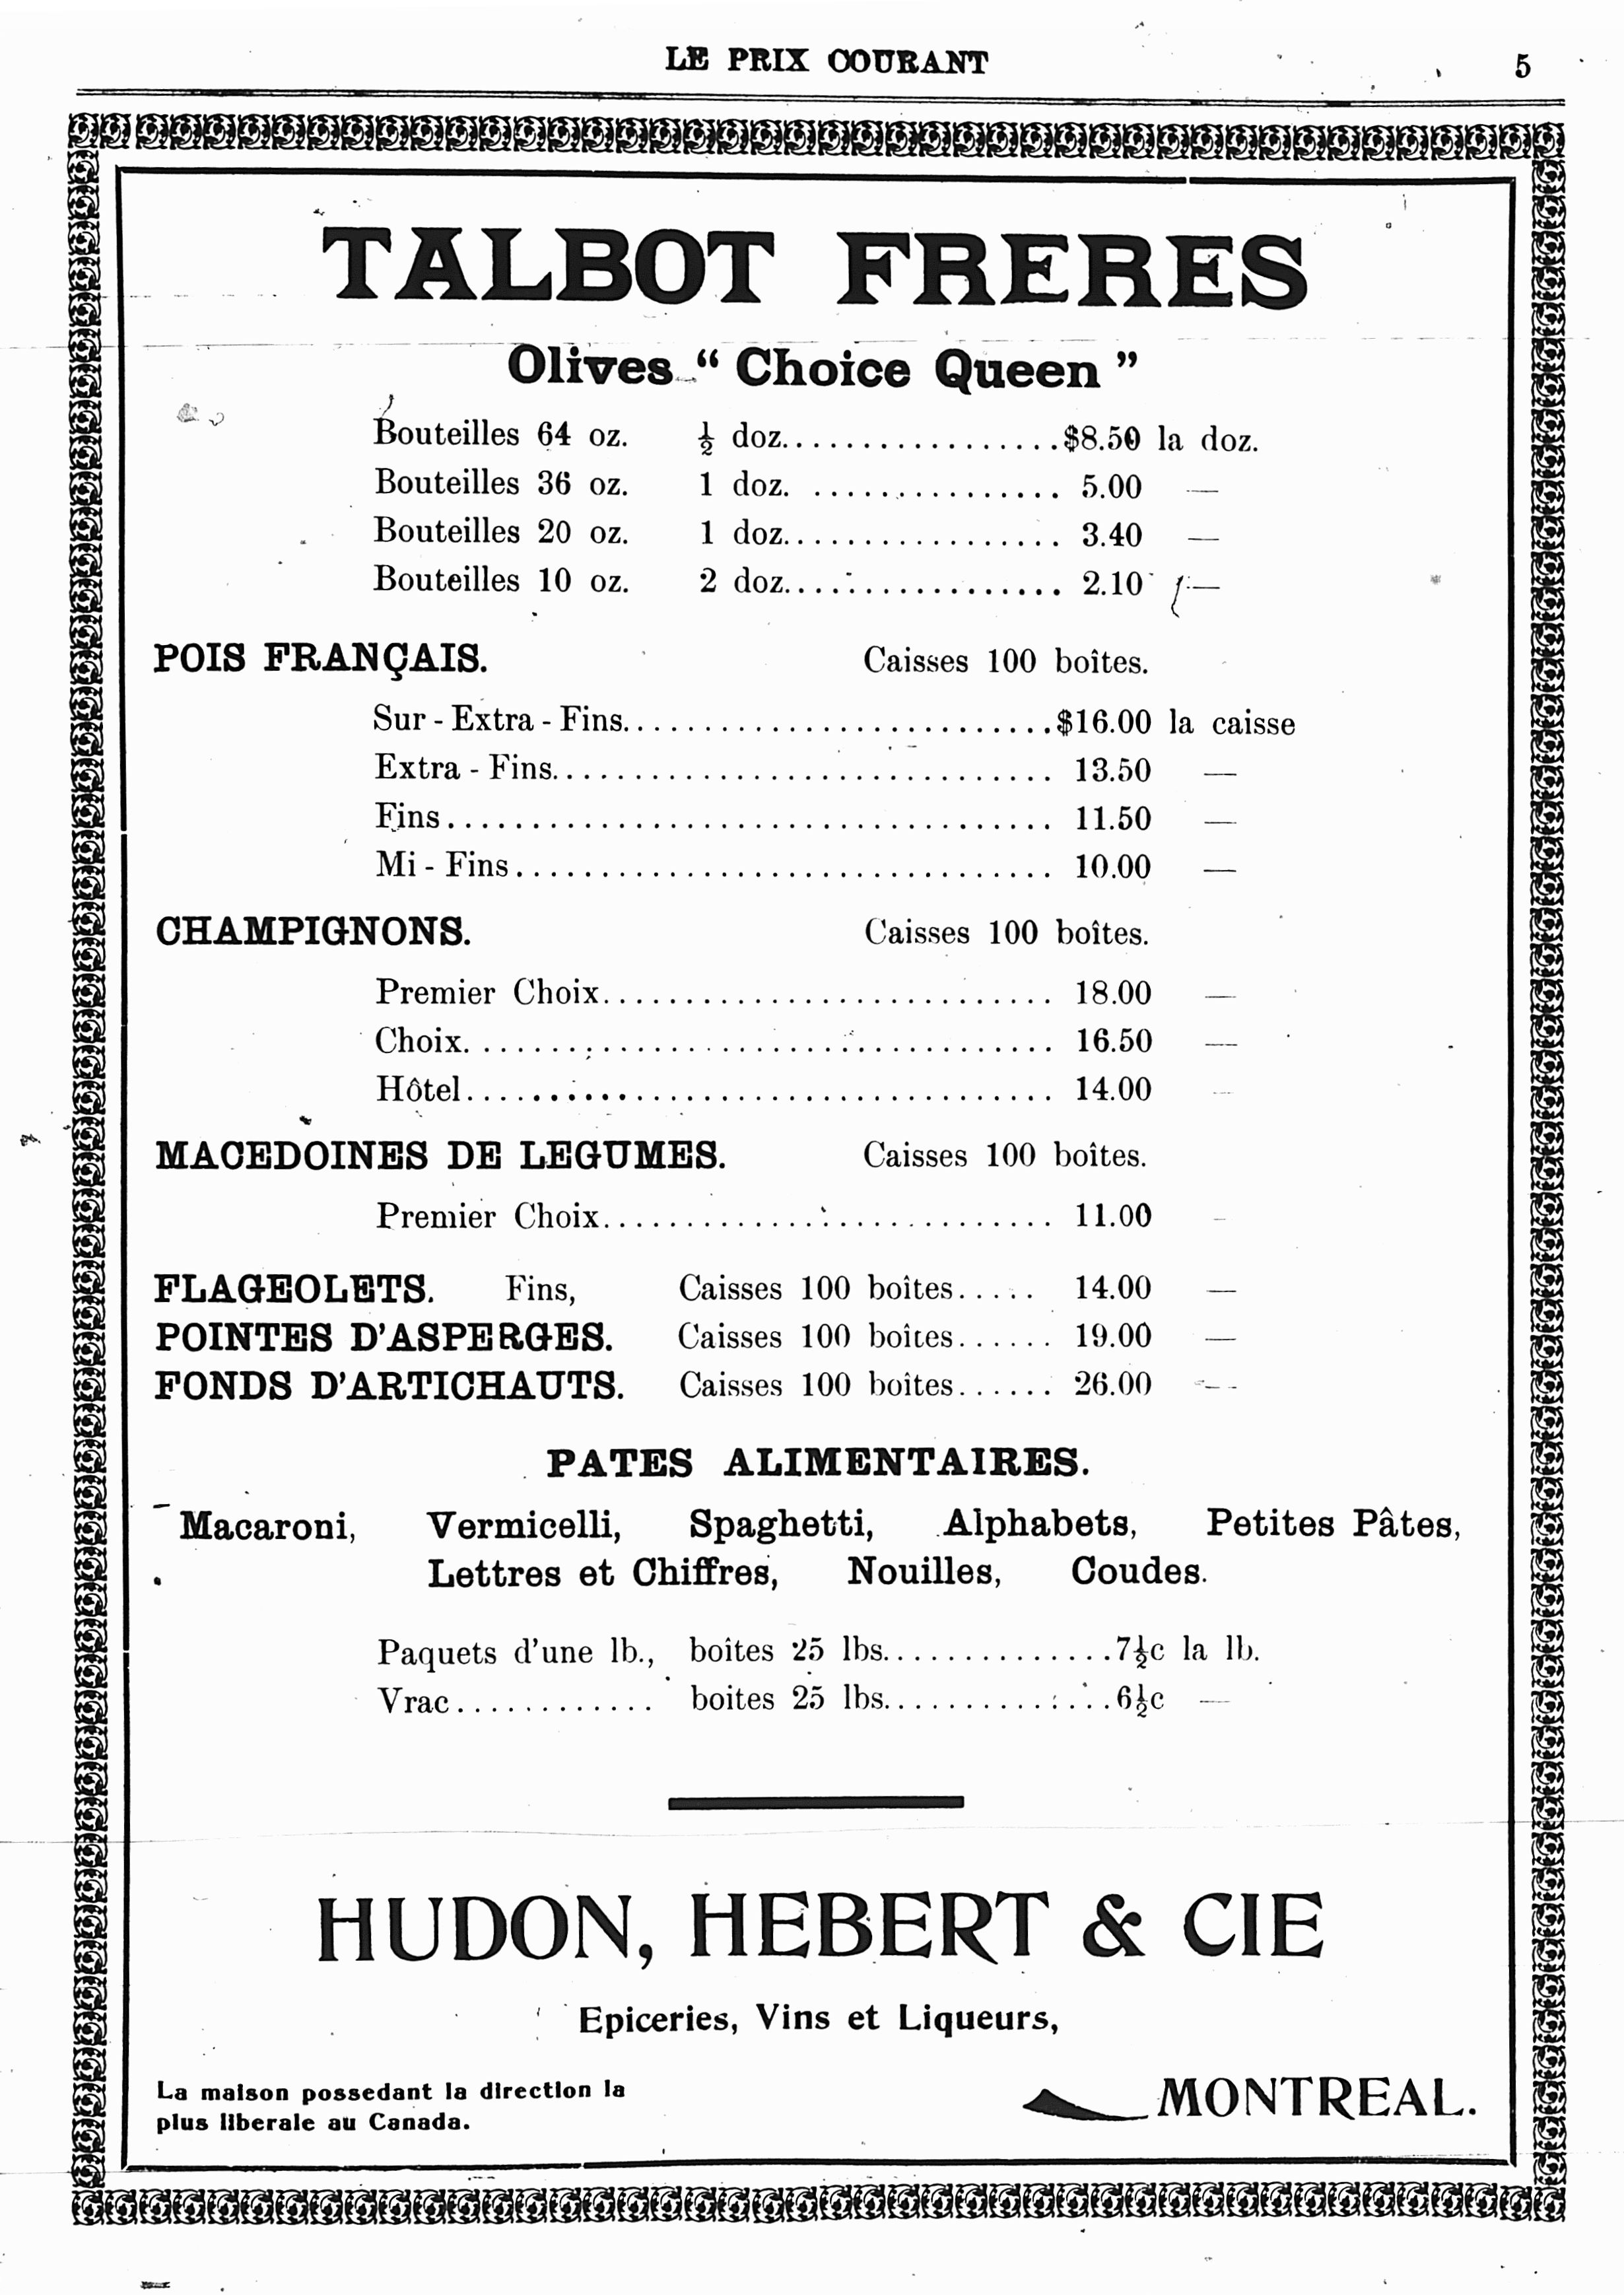 LE PRIX COURANT 5
TALBOT FRERES
Olives "Choice Queen"
Bouteilles 64 oz. ½ doz.................$8.50 la doz.
Bouteilles 36 oz. 1 doz. ............... 5.00 —
Bouteilles 20 oz. 1 doz................. 3.40 —
Bouteilles 10 oz. 2 doz................. 2.10 —
POIS FRANÇAIS. Caisses 100 boîtes.
Sur-Extra-Fins..........................$16.00 la caisse
Extra-Fins.............................. 13.50 —
Fins.................................... 11.50 —
Mi-Fins................................ 10.00 —
CHAMPIGNONS. Caisses 100 boîtes.
Premier Choix........................... 18.00 —
Choix................................... 16.50 —
Hôtel................................... 14.00 —
MACEDOINES DE LEGUMES. Caisses 100 boîtes.
Premier Choix........................... 11.00 —
FLAGEOLETS. Fins, Caisses 100 boîtes..... 14.00 —
POINTES D'ASPERGES. Caisses 100 boîtes...... 19.00 —
FONDS D'ARTICHAUTS. Caisses 100 boîtes...... 26.00 —
PATES ALIMENTAIRES.
Macaroni, Vermicelli, Spaghetti, Alphabets, Petites Pâtes,
Lettres et Chiffres, Nouilles, Coudes.
Paquets d'une lb., boîtes 25 lbs..............7½c la lb.
Vrac............ boites 25 lbs..............6½c —
HUDON, HEBERT & CIE
Epiceries, Vins et Liqueurs,
La maison possedant la direction la
plus liberale au Canada.
MONTREAL.